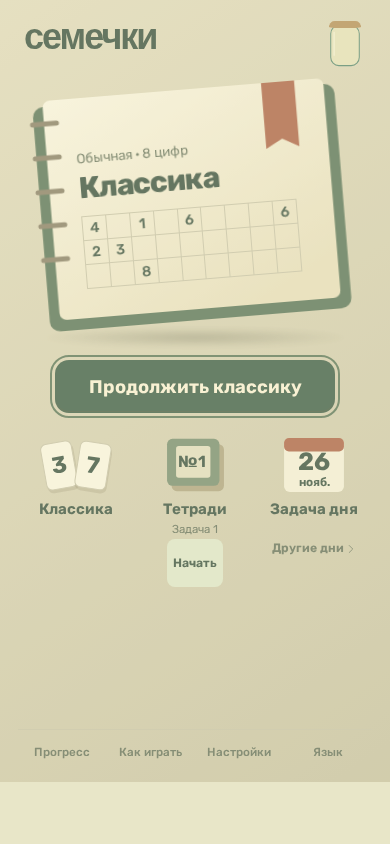 семечки
Обычная • 8 цифр
Классика
4 1 6 6
2 3
8
Продолжить классику
3 7
Классика
№1
Тетради
Задача 1
Начать
26
нояб.
Задача дня
Другие дни >
Прогресс Как играть Настройки Язык